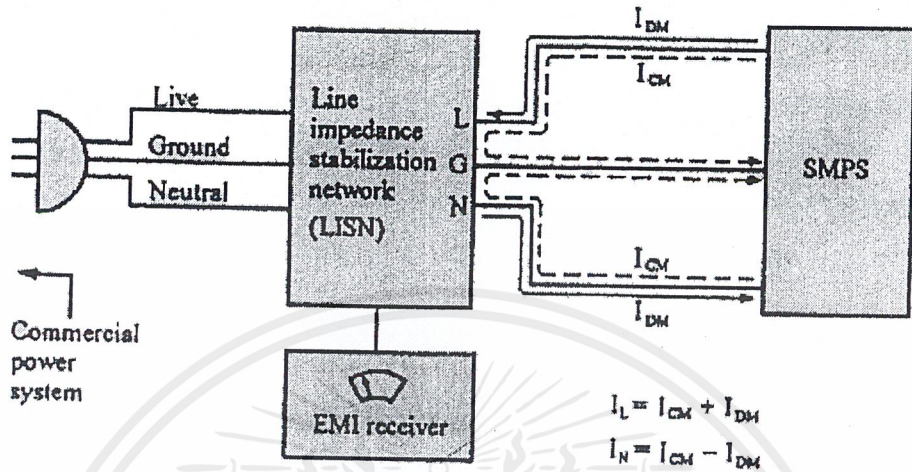 I_DM
I_CM
Live
Ground
Neutral
Line
impedance
stabilization
network
(LISN)
L
G
N
SMPS
I_CM
I_DM
Commercial
power
system
EMI receiver
I_L = I_CM + I_DM
I_N = I_CM − I_DM